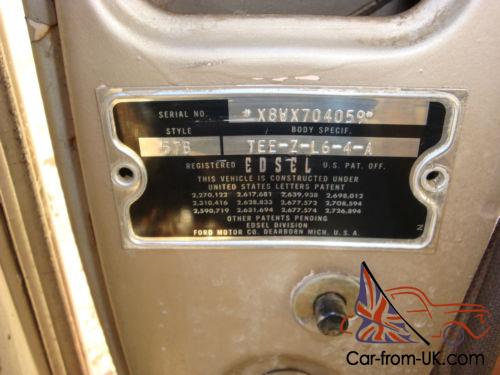 SERIAL NO. *X8WX704059*
STYLE BODY SPECIF.
57B TEE-Z-L6-4-A
REGISTERED EDSEL U.S. PAT. OFF.
THIS VEHICLE IS CONSTRUCTED UNDER
UNITED STATES LETTERS PATENT
2,270,122 2,617,681 2,639,938 2,698,012
2,310,416 2,628,833 2,677,572 2,708,594
2,590,719 2,631,694 2,677,574 2,726,894
OTHER PATENTS PENDING
EDSEL DIVISION
FORD MOTOR CO. DEARBORN MICH. U.S.A.
N
Car-from-UK.com